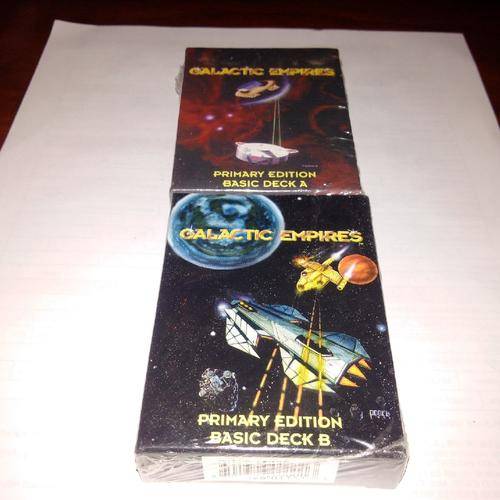 GALACTIC EMPIRES
PRIMARY EDITION
BASIC DECK A
GALACTIC EMPIRES
PRIMARY EDITION
BASIC DECK B